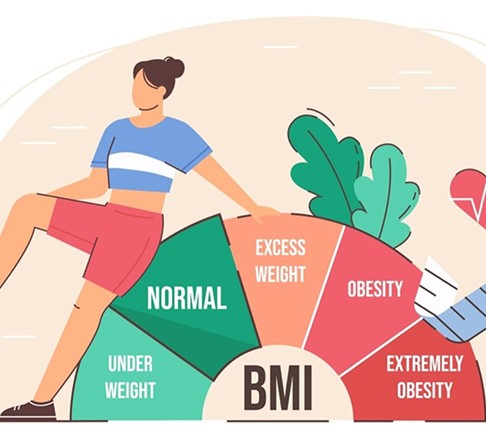 EXCESS
WEIGHT
NORMAL
OBESITY
UNDER
WEIGHT
BMI
EXTREMELY
OBESITY